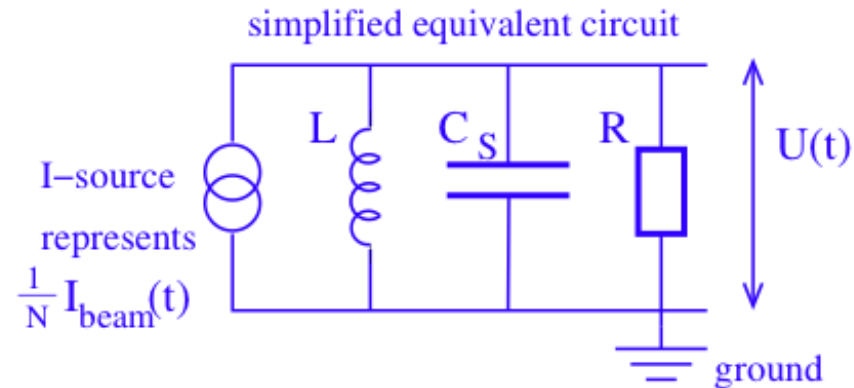 simplified equivalent circuit
L
C S
R
U(t)
I−source
represents
1/N I beam (t)
ground